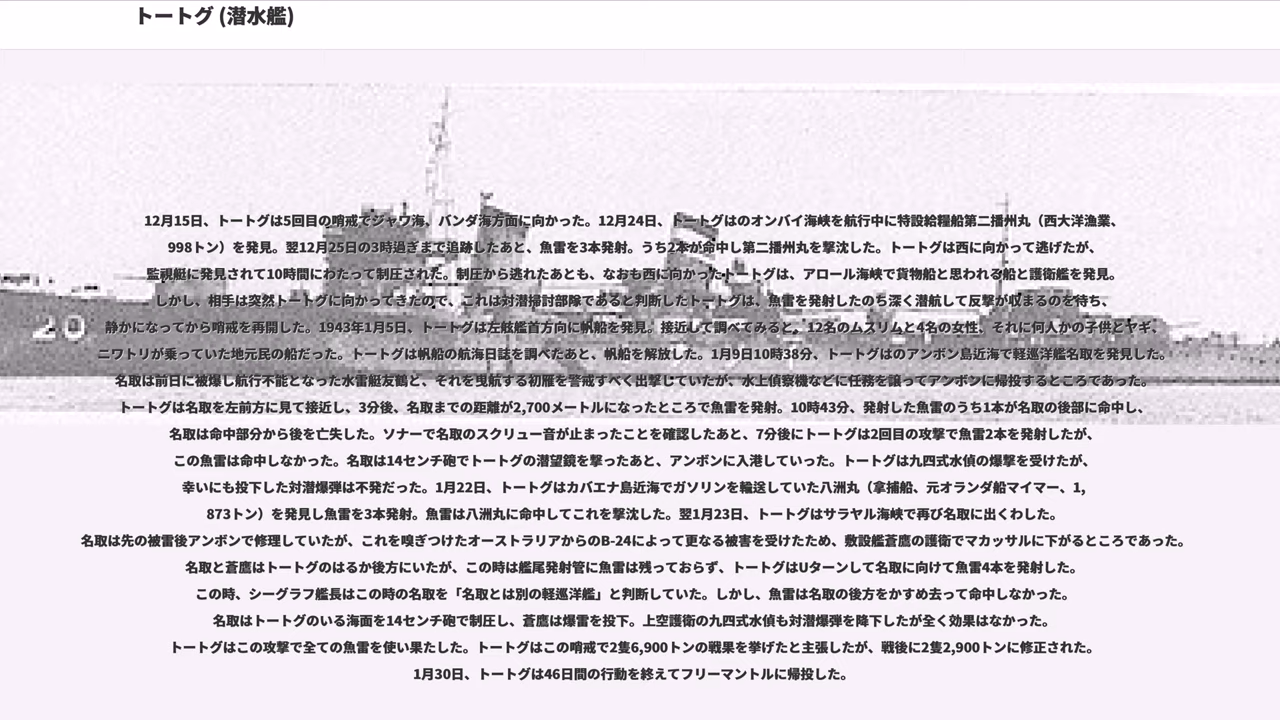 トートグ (潜水艦)
12月15日、トートグは5回目の哨戒でジャワ海、バンダ海方面に向かった。12月24日、トートグはのオンバイ海峡を航行中に特設給糧船第二播州丸（西大洋漁業、
998トン）を発見。翌12月25日の3時過ぎまで追跡したあと、魚雷を3本発射。うち2本が命中し第二播州丸を撃沈した。トートグは西に向かって逃げたが、
監視艇に発見されて10時間にわたって制圧された。制圧から逃れたあとも、なおも西に向かったトートグは、アロール海峡で貨物船と思われる船と護衛艦を発見。
しかし、相手は突然トートグに向かってきたので、これは対潜掃討部隊であると判断したトートグは、魚雷を発射したのち深く潜航して反撃が収まるのを待ち、
静かになってから哨戒を再開した。1943年1月5日、トートグは左舷艦首方向に帆船を発見。接近して調べてみると、12名のムスリムと4名の女性、それに何人かの子供とヤギ、
ニワトリが乗っていた地元民の船だった。トートグは帆船の航海日誌を調べたあと、帆船を解放した。1月9日10時38分、トートグはのアンボン島近海で軽巡洋艦名取を発見した。
名取は前日に被爆し航行不能となった水雷艇友鶴と、それを曳航する初雁を警戒すべく出撃していたが、水上偵察機などに任務を譲ってアンボンに帰投するところであった。
トートグは名取を左前方に見て接近し、3分後、名取までの距離が2,700メートルになったところで魚雷を発射。10時43分、発射した魚雷のうち1本が名取の後部に命中し、
名取は命中部分から後を亡失した。ソナーで名取のスクリュー音が止まったことを確認したあと、7分後にトートグは2回目の攻撃で魚雷2本を発射したが、
この魚雷は命中しなかった。名取は14センチ砲でトートグの潜望鏡を撃ったあと、アンボンに入港していった。トートグは九四式水偵の爆撃を受けたが、
幸いにも投下した対潜爆弾は不発だった。1月22日、トートグはカバエナ島近海でガソリンを輸送していた八洲丸（拿捕船、元オランダ船マイマー、1,
873トン）を発見し魚雷を3本発射。魚雷は八洲丸に命中してこれを撃沈した。翌1月23日、トートグはサラヤル海峡で再び名取に出くわした。
名取は先の被雷後アンボンで修理していたが、これを嗅ぎつけたオーストラリアからのB-24によって更なる被害を受けたため、敷設艦蒼鷹の護衛でマカッサルに下がるところであった。
名取と蒼鷹はトートグのはるか後方にいたが、この時は艦尾発射管に魚雷は残っておらず、トートグはUターンして名取に向けて魚雷4本を発射した。
この時、シーグラフ艦長はこの時の名取を「名取とは別の軽巡洋艦」と判断していた。しかし、魚雷は名取の後方をかすめ去って命中しなかった。
名取はトートグのいる海面を14センチ砲で制圧し、蒼鷹は爆雷を投下。上空護衛の九四式水偵も対潜爆弾を降下したが全く効果はなかった。
トートグはこの攻撃で全ての魚雷を使い果たした。トートグはこの哨戒で2隻6,900トンの戦果を挙げたと主張したが、戦後に2隻2,900トンに修正された。
1月30日、トートグは46日間の行動を終えてフリーマントルに帰投した。
20